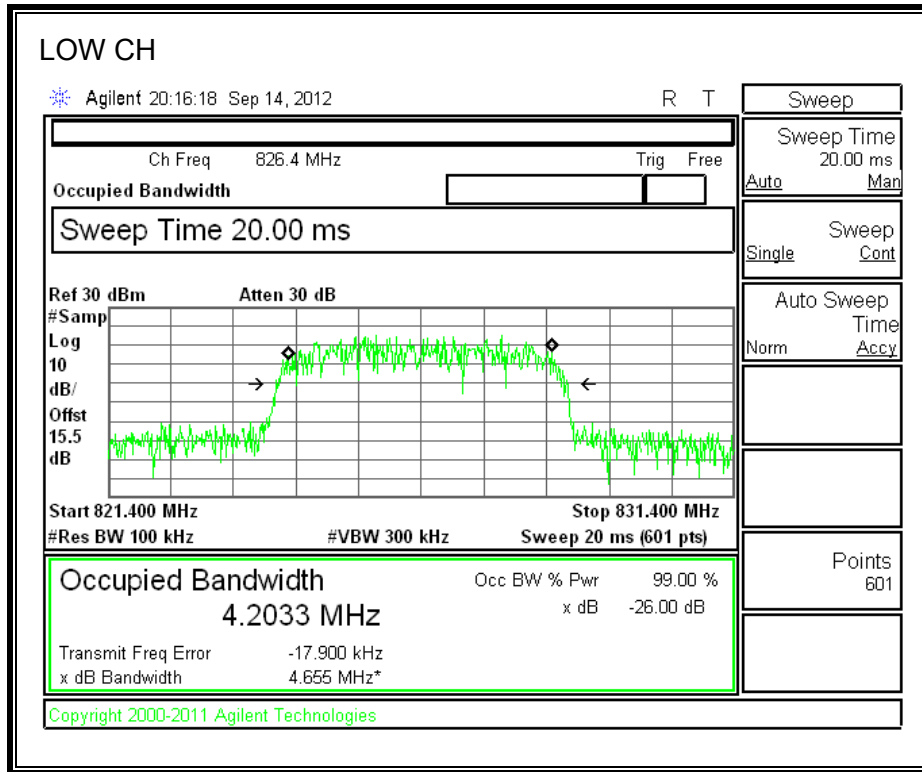 LOW CH
Agilent 20:16:18 Sep 14, 2012 R T
Ch Freq 826.4 MHz Trig Free
Occupied Bandwidth
Sweep Time 20.00 ms
Ref 30 dBm Atten 30 dB
#Samp
Log
10
dB/
Offst
15.5
dB
Start 821.400 MHz Stop 831.400 MHz
#Res BW 100 kHz #VBW 300 kHz Sweep 20 ms (601 pts)
Occupied Bandwidth Occ BW % Pwr 99.00 %
4.2033 MHz x dB -26.00 dB
Transmit Freq Error -17.900 kHz
x dB Bandwidth 4.655 MHz*
Copyright 2000-2011 Agilent Technologies
Sweep
Sweep Time
20.00 ms
Auto Man
Sweep
Single Cont
Auto Sweep
Time
Norm Accy
Points
601